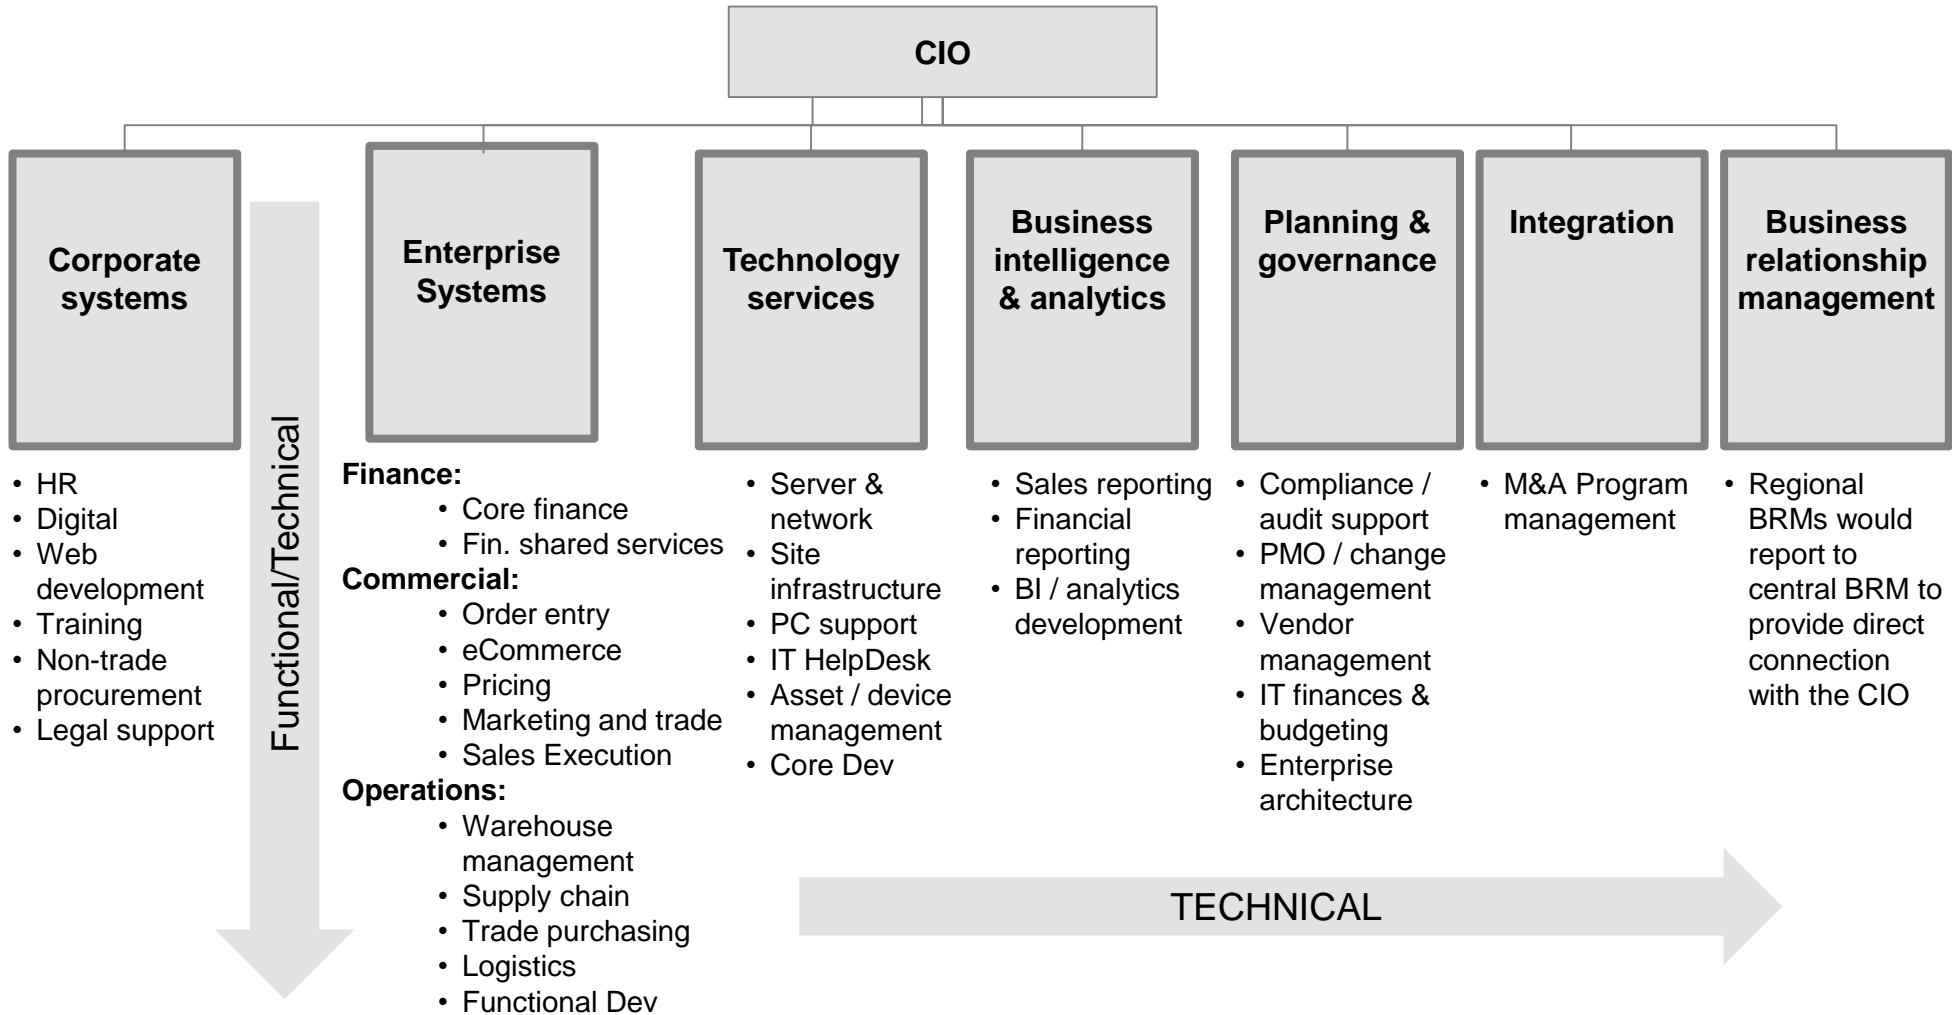 CIO
Corporate
systems
Enterprise
Systems
Technology
services
Business
intelligence
& analytics
Planning &
governance
Integration
Business
relationship
management
Functional/Technical
• HR
• Digital
• Web
development
• Training
• Non-trade
procurement
• Legal support
Finance:
• Core finance
• Fin. shared services
Commercial:
• Order entry
• eCommerce
• Pricing
• Marketing and trade
• Sales Execution
Operations:
• Warehouse
management
• Supply chain
• Trade purchasing
• Logistics
• Functional Dev
• Server &
network
• Site
infrastructure
• PC support
• IT HelpDesk
• Asset / device
management
• Core Dev
• Sales reporting
• Financial
reporting
• BI / analytics
development
• Compliance /
audit support
• PMO / change
management
• Vendor
management
• IT finances &
budgeting
• Enterprise
architecture
• M&A Program
management
• Regional
BRMs would
report to
central BRM to
provide direct
connection
with the CIO
TECHNICAL